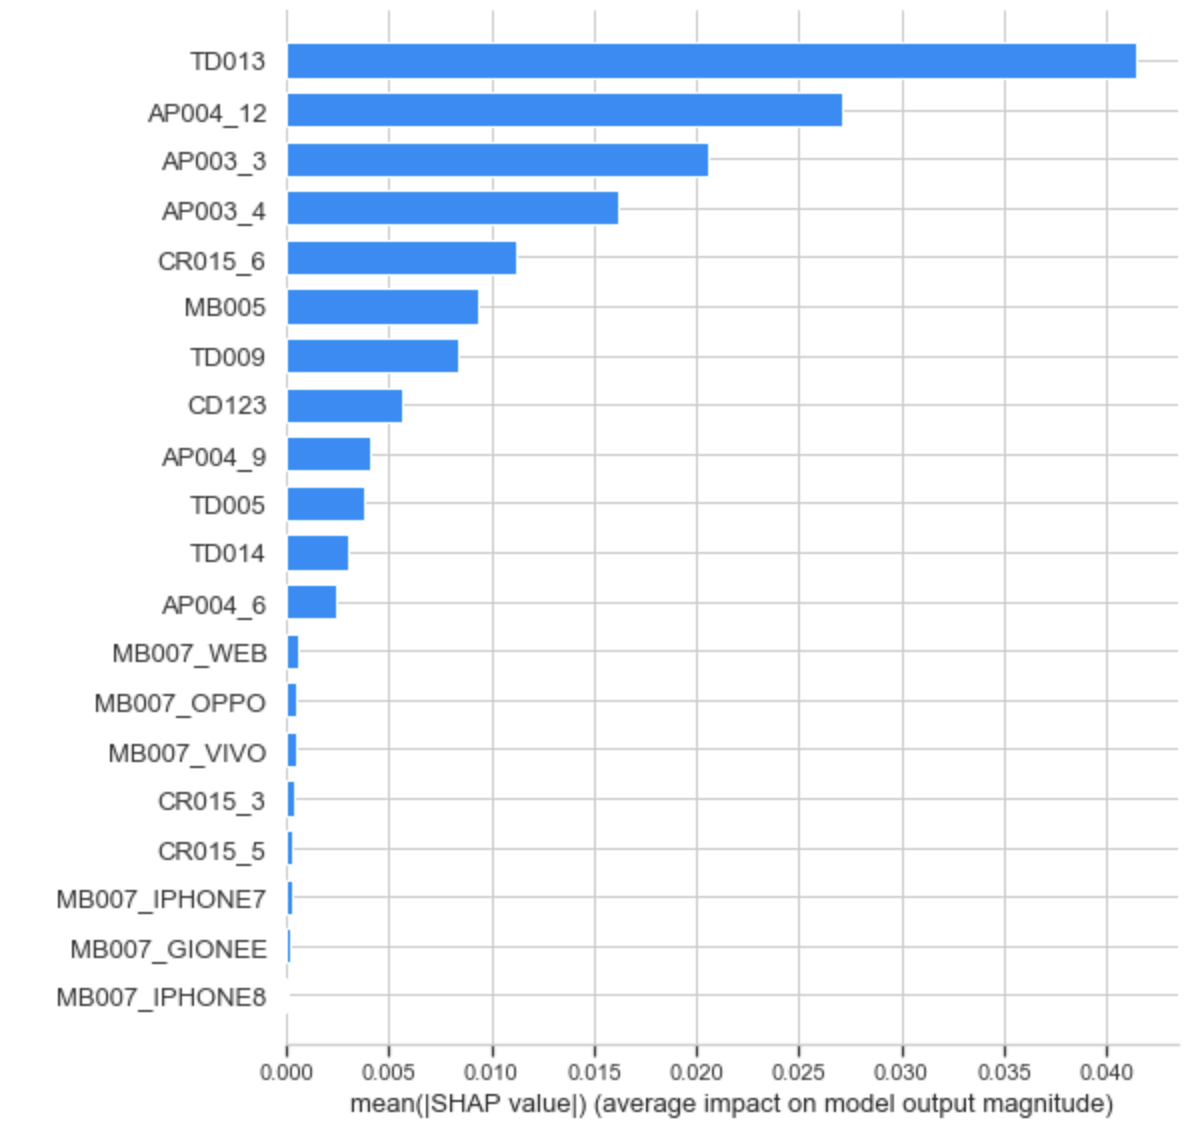 TD013
AP004_12
AP003_3
AP003_4
CR015_6
MB005
TD009
CD123
AP004_9
TD005
TD014
AP004_6
MB007_WEB
MB007_OPPO
MB007_VIVO
CR015_3
CR015_5
MB007_IPHONE7
MB007_GIONEE
MB007_IPHONE8
0.000 0.005 0.010 0.015 0.020 0.025 0.030 0.035 0.040
mean(|SHAP value|) (average impact on model output magnitude)